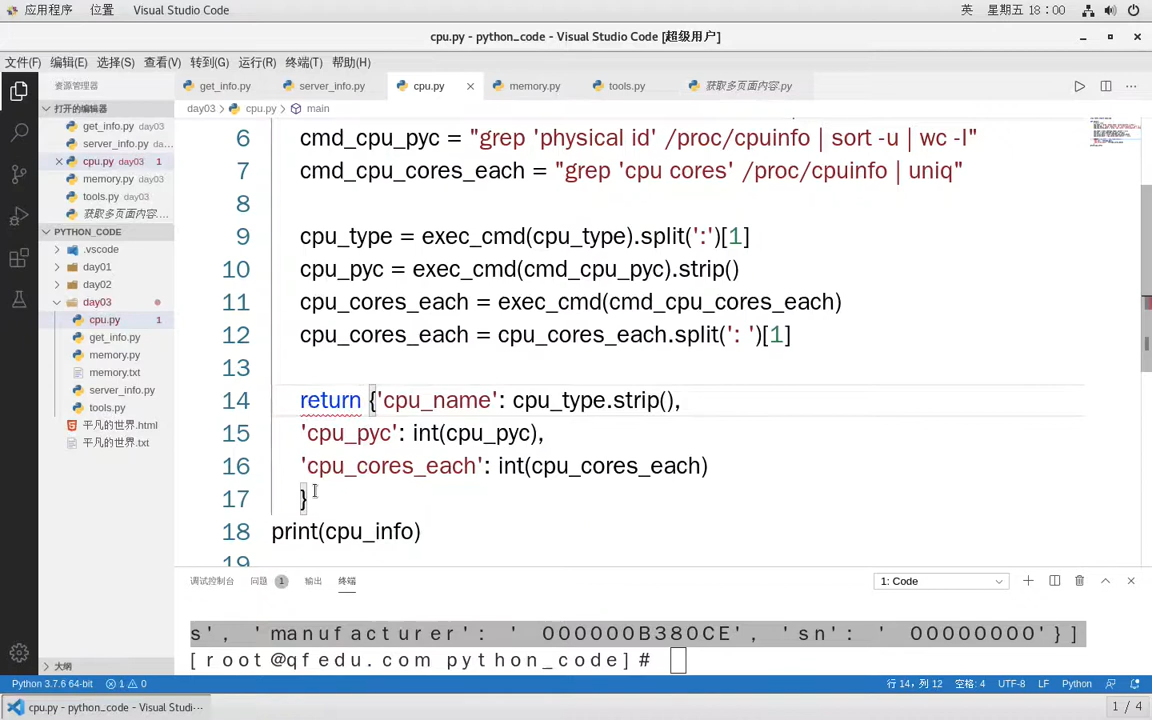 应用程序 位置 Visual Studio Code 英 星期五 18：00
cpu.py - python_code - Visual Studio Code [超级用户]
文件(F) 编辑(E) 选择(S) 查看(V) 转到(G) 运行(R) 终端(T) 帮助(H)
资源管理器
打开的编辑器
get_info.py day03
server_info.py da...
cpu.py day03 1
memory.py day03
tools.py day03
获取多页面内容....
PYTHON_CODE
.vscode
day01
day02
day03
cpu.py 1
get_info.py
memory.py
memory.txt
server_info.py
tools.py
平凡的世界.html
平凡的世界.txt
大纲
get_info.py server_info.py cpu.py memory.py tools.py 获取多页面内容.py
day03 > cpu.py > main
6 cmd_cpu_pyc = "grep 'physical id' /proc/cpuinfo | sort -u | wc -l"
7 cmd_cpu_cores_each = "grep 'cpu cores' /proc/cpuinfo | uniq"
8
9 cpu_type = exec_cmd(cpu_type).split(':')[1]
10 cpu_pyc = exec_cmd(cmd_cpu_pyc).strip()
11 cpu_cores_each = exec_cmd(cmd_cpu_cores_each)
12 cpu_cores_each = cpu_cores_each.split(': ')[1]
13
14 return {'cpu_name': cpu_type.strip(),
15 'cpu_pyc': int(cpu_pyc),
16 'cpu_cores_each': int(cpu_cores_each)
17 }
18 print(cpu_info)
19
调试控制台 问题 1 输出 终端 1: Code
s', 'manufacturer': ' 000000B380CE', 'sn': ' 00000000'}]
[root@qfedu.com python_code]#
Python 3.7.6 64-bit 1 0 行 14，列 12 空格: 4 UTF-8 LF Python
cpu.py - python_code - Visual Studi··· 1 / 4